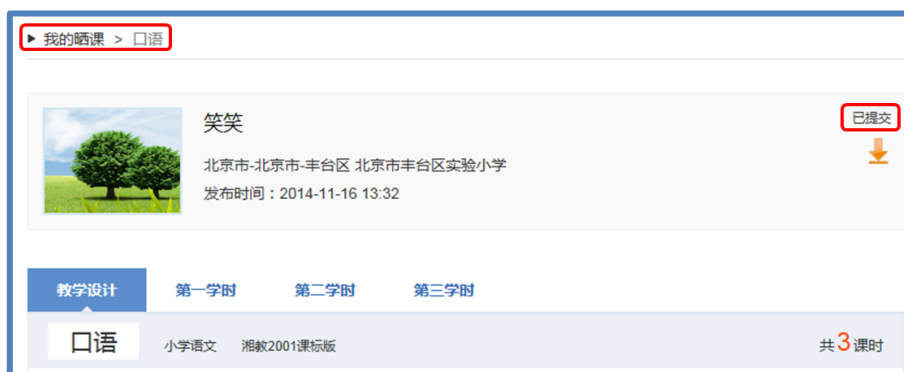 我的晒课 > 口语
笑笑
已提交
北京市-北京市-丰台区 北京市丰台区实验小学
发布时间：2014-11-16 13:32
教学设计 第一学时 第二学时 第三学时
口语 小学语文 湘教2001课标版 共3课时